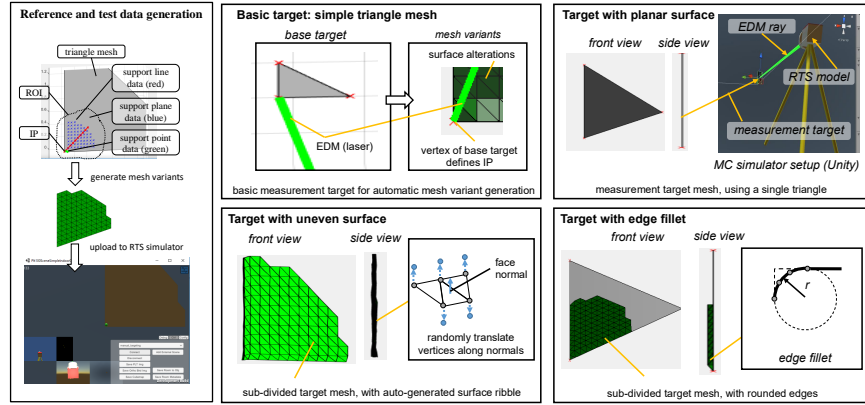 Reference and test data generation
triangle mesh
support line
data (red)
ROI
support plane
data (blue)
IP
support point
data (green)
generate mesh variants
upload to RTS simulator
Basic target: simple triangle mesh
base target
mesh variants
surface alterations
EDM (laser)
vertex of base target
defines IP
basic measurement target for automatic mesh variant generation
Target with planar surface
front view
side view
EDM ray
RTS model
measurement target
MC simulator setup (Unity)
measurement target mesh, using a single triangle
Target with uneven surface
front view
side view
face
normal
randomly translate
vertices along normals
sub-divided target mesh, with auto-generated surface ribble
Target with edge fillet
front view
side view
r
edge fillet
sub-divided target mesh, with rounded edges